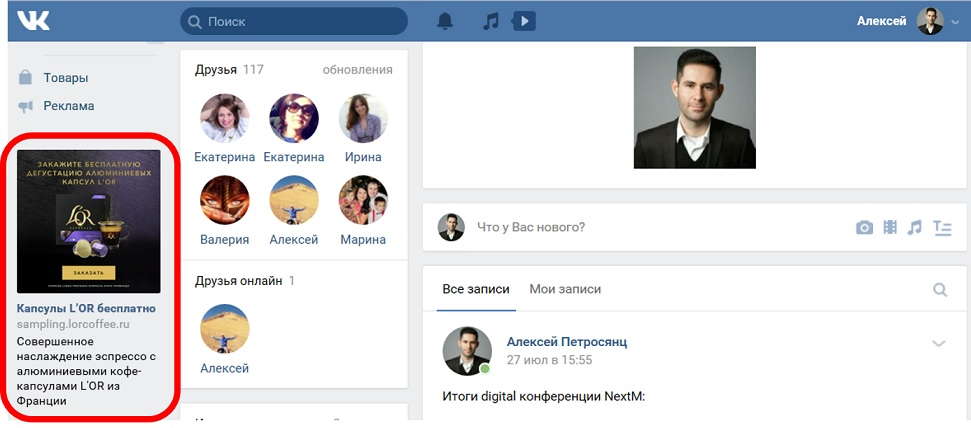 VK
Поиск
Алексей
Товары
Реклама
ЗАКАЖИТЕ БЕСПЛАТНУЮ
ДЕГУСТАЦИЮ АЛЮМИНИЕВЫХ
КАПСУЛ L'OR
L'OR
ESPRESSO
ЗАКАЗАТЬ
Капсулы L'OR бесплатно
sampling.lorcoffee.ru
Совершенное
наслаждение эспрессо с
алюминиевыми кофе-
капсулами L'OR из
Франции
Друзья 117 обновления
Екатерина Екатерина Ирина
Валерия Алексей Марина
Друзья онлайн 1
Алексей
Что у Вас нового?
Все записи Мои записи
Алексей Петросянц
27 июл в 15:55
Итоги digital конференции NextM: